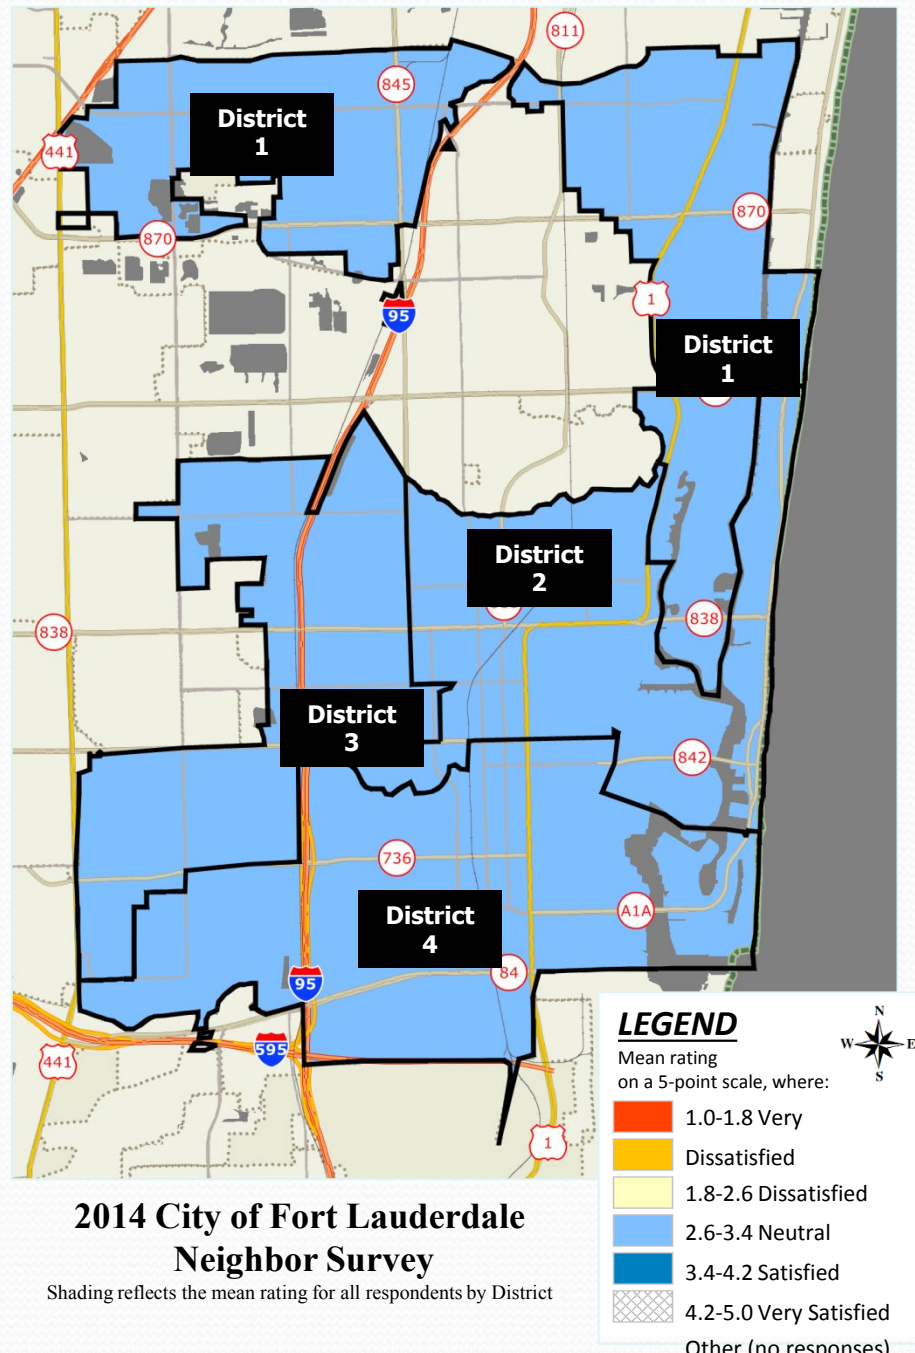 811
845
District
1
441
870
870
1
95
District
1
District
2
838
838
District
3
842
736
District
4
A1A
84
95
595
441
1
LEGEND
N
W E
S
Mean rating
on a 5-point scale, where:
1.0-1.8 Very
Dissatisfied
1.8-2.6 Dissatisfied
2.6-3.4 Neutral
3.4-4.2 Satisfied
4.2-5.0 Very Satisfied
Other (no responses)
2014 City of Fort Lauderdale
Neighbor Survey
Shading reflects the mean rating for all respondents by District